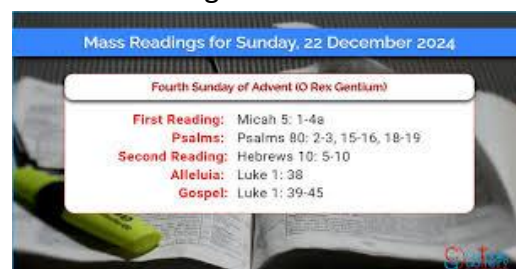 Mass Readings for Sunday, 22 December 2024
Fourth Sunday of Advent (O Rex Gentium)
First Reading: Micah 5: 1-4a
Psalms: Psalms 80: 2-3, 15-16, 18-19
Second Reading: Hebrews 10: 5-10
Alleluia: Luke 1: 38
Gospel: Luke 1: 39-45